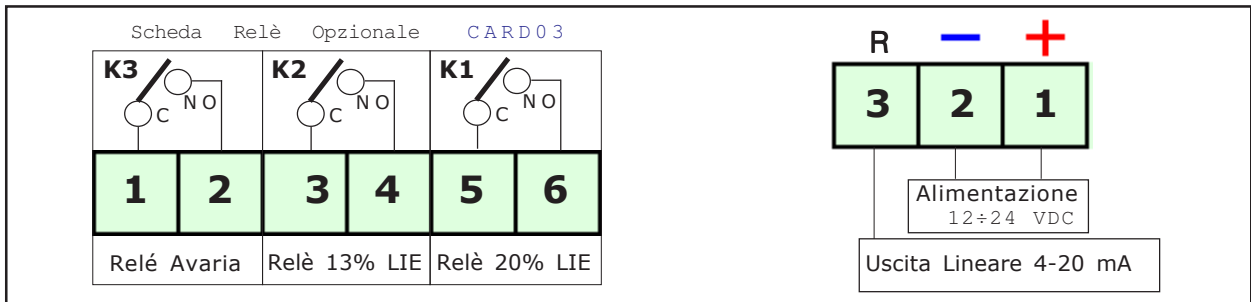 Scheda Relè Opzionale CARD03
K3 C NO K2 C NO K1 C NO
1 2 3 4 5 6
Relé Avaria Relè 13% LIE Relè 20% LIE
R − +
3 2 1
Alimentazione
12÷24 VDC
Uscita Lineare 4-20 mA